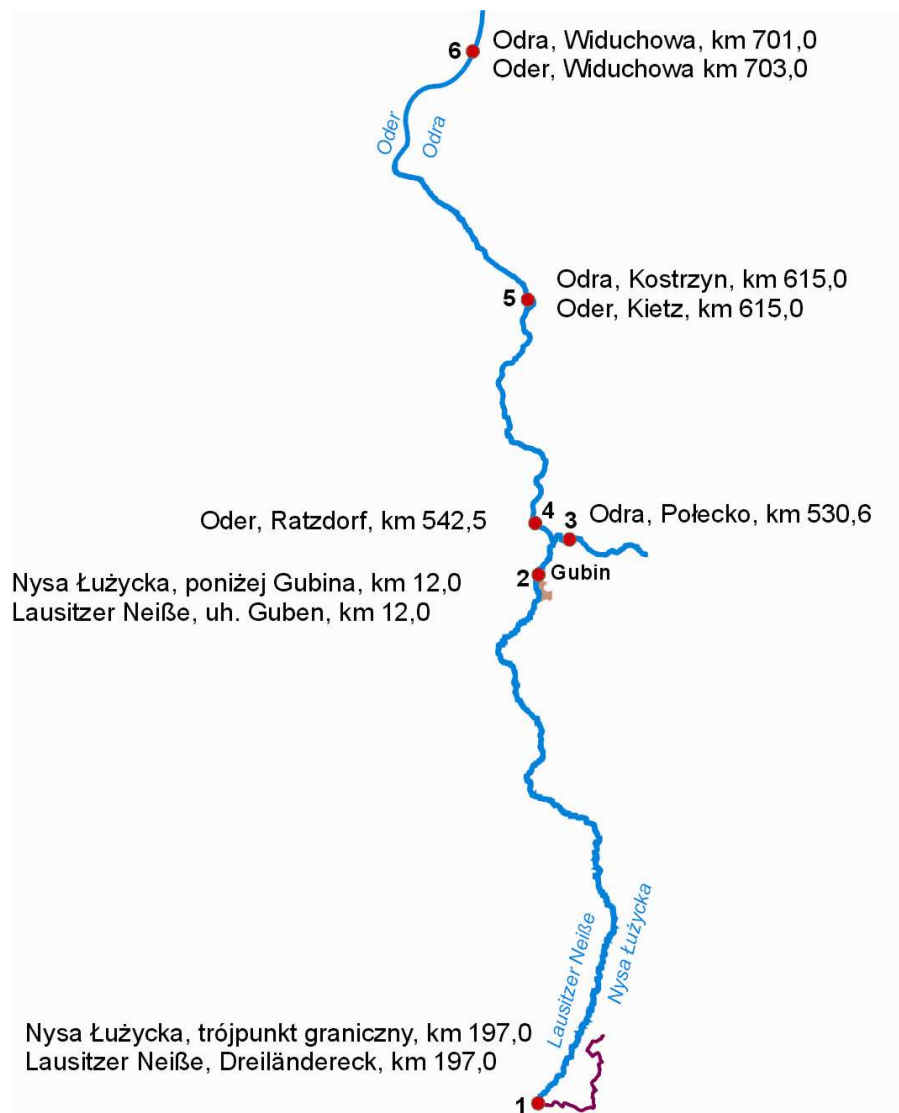 6
Odra, Widuchowa, km 701,0
Oder, Widuchowa km 703,0
Oder
Odra
5
Odra, Kostrzyn, km 615,0
Oder, Kietz, km 615,0
4
Oder, Ratzdorf, km 542,5
3
Odra, Połecko, km 530,6
2
Gubin
Nysa Łużycka, poniżej Gubina, km 12,0
Lausitzer Neiße, uh. Guben, km 12,0
Lausitzer Neiße
Nysa Łużycka
Nysa Łużycka, trójpunkt graniczny, km 197,0
Lausitzer Neiße, Dreiländereck, km 197,0
1